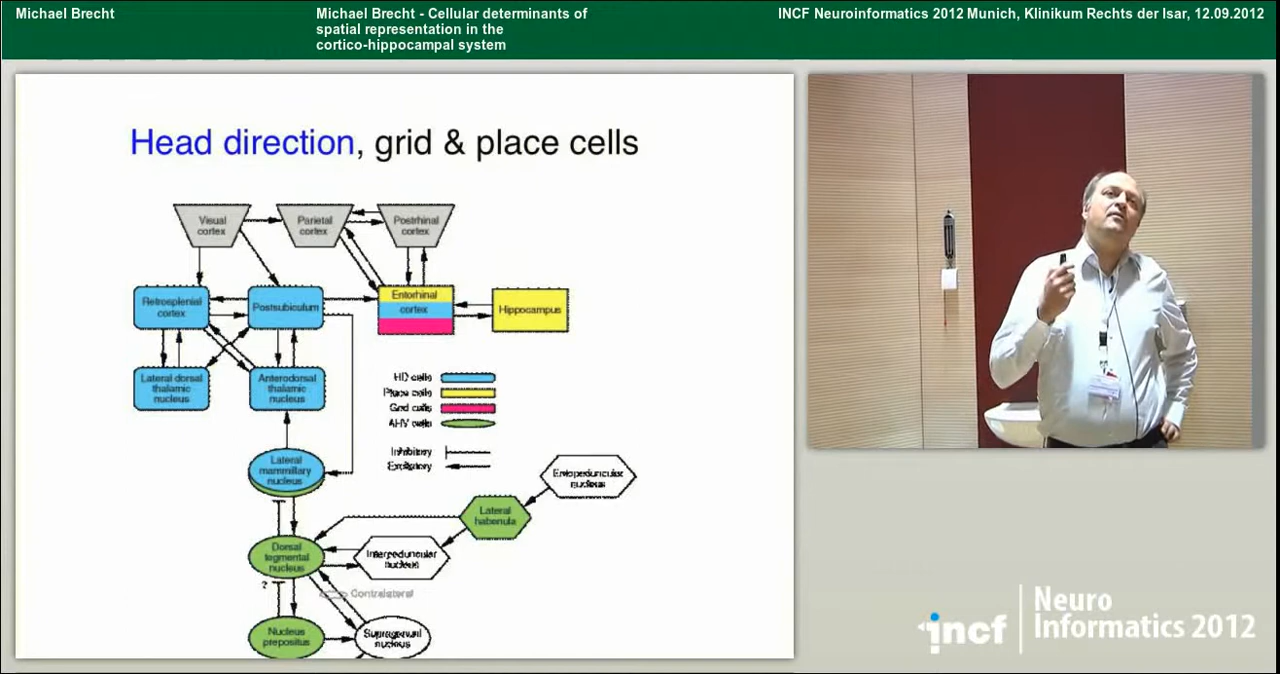 Michael Brecht
Michael Brecht - Cellular determinants of
spatial representation in the
cortico-hippocampal system
INCF Neuroinformatics 2012 Munich, Klinikum Rechts der Isar, 12.09.2012
Head direction, grid & place cells
Visual
cortex
Parietal
cortex
Postrhinal
cortex
Retrosplenial
cortex
Postsubiculum
Entorhinal
cortex
Hippocampus
Lateral dorsal
thalamic
nucleus
Anterodorsal
thalamic
nucleus
HD cells
Place cells
Grid cells
AHV cells
Inhibitory
Excitatory
Lateral
mammillary
nucleus
Entopeduncular
nucleus
Lateral
habenula
Dorsal
tegmental
nucleus
Interpeduncular
nucleus
?
Contralateral
Nucleus
prepositus
Supragenual
nucleus
incf
Neuro
Informatics 2012